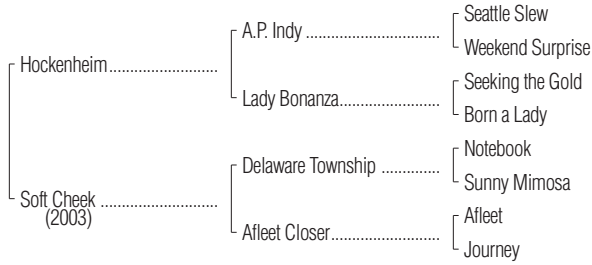 Seattle Slew
A.P. Indy ........................
Weekend Surprise
Hockenheim........................
Seeking the Gold
Lady Bonanza......................
Born a Lady
Notebook
Delaware Township ..............
Sunny Mimosa
Soft Cheek ..........................
(2003)
Afleet
Afleet Closer........................
Journey